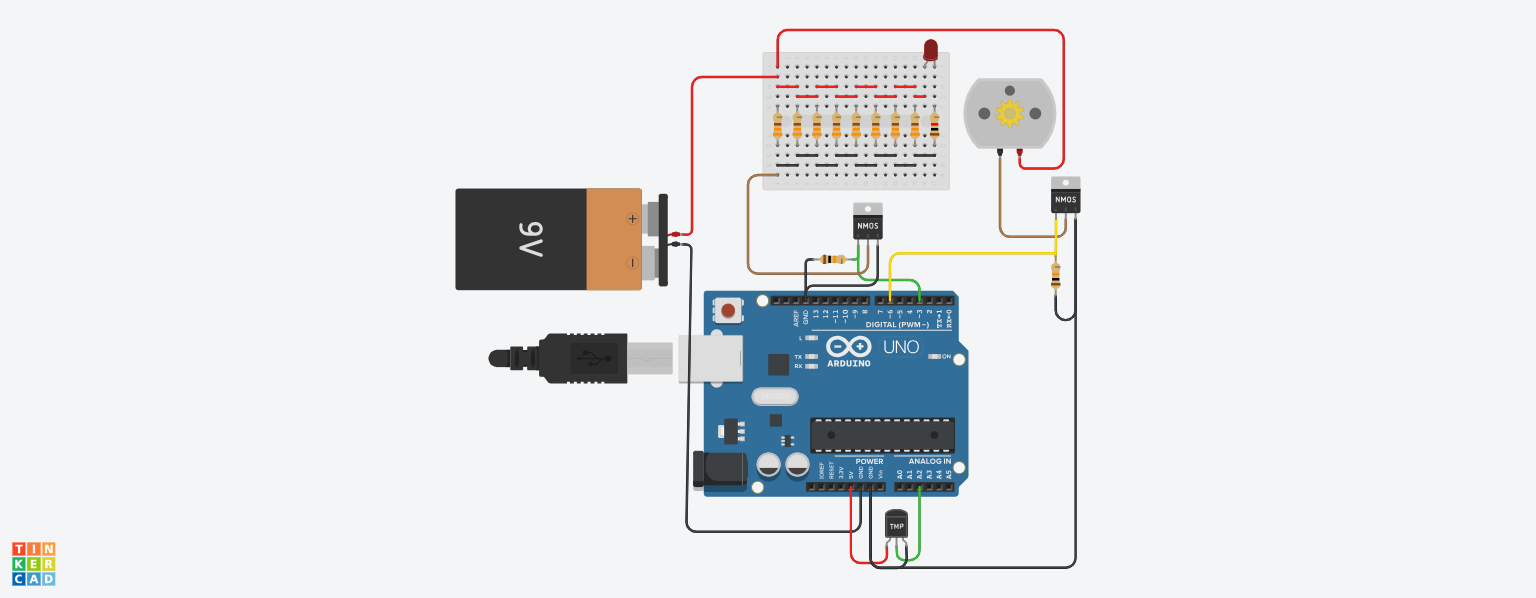 9V
+
−
NMOS
NMOS
AREF
GND
13
12
~11
~10
~9
8
7
~6
~5
4
~3
2
TX→1
RX←0
DIGITAL (PWM~)
L
TX
RX
ARDUINO
UNO
ON
POWER
ANALOG IN
IOREF
RESET
3.3V
5V
GND
GND
Vin
A0
A1
A2
A3
A4
A5
TMP
TIN
KER
CAD